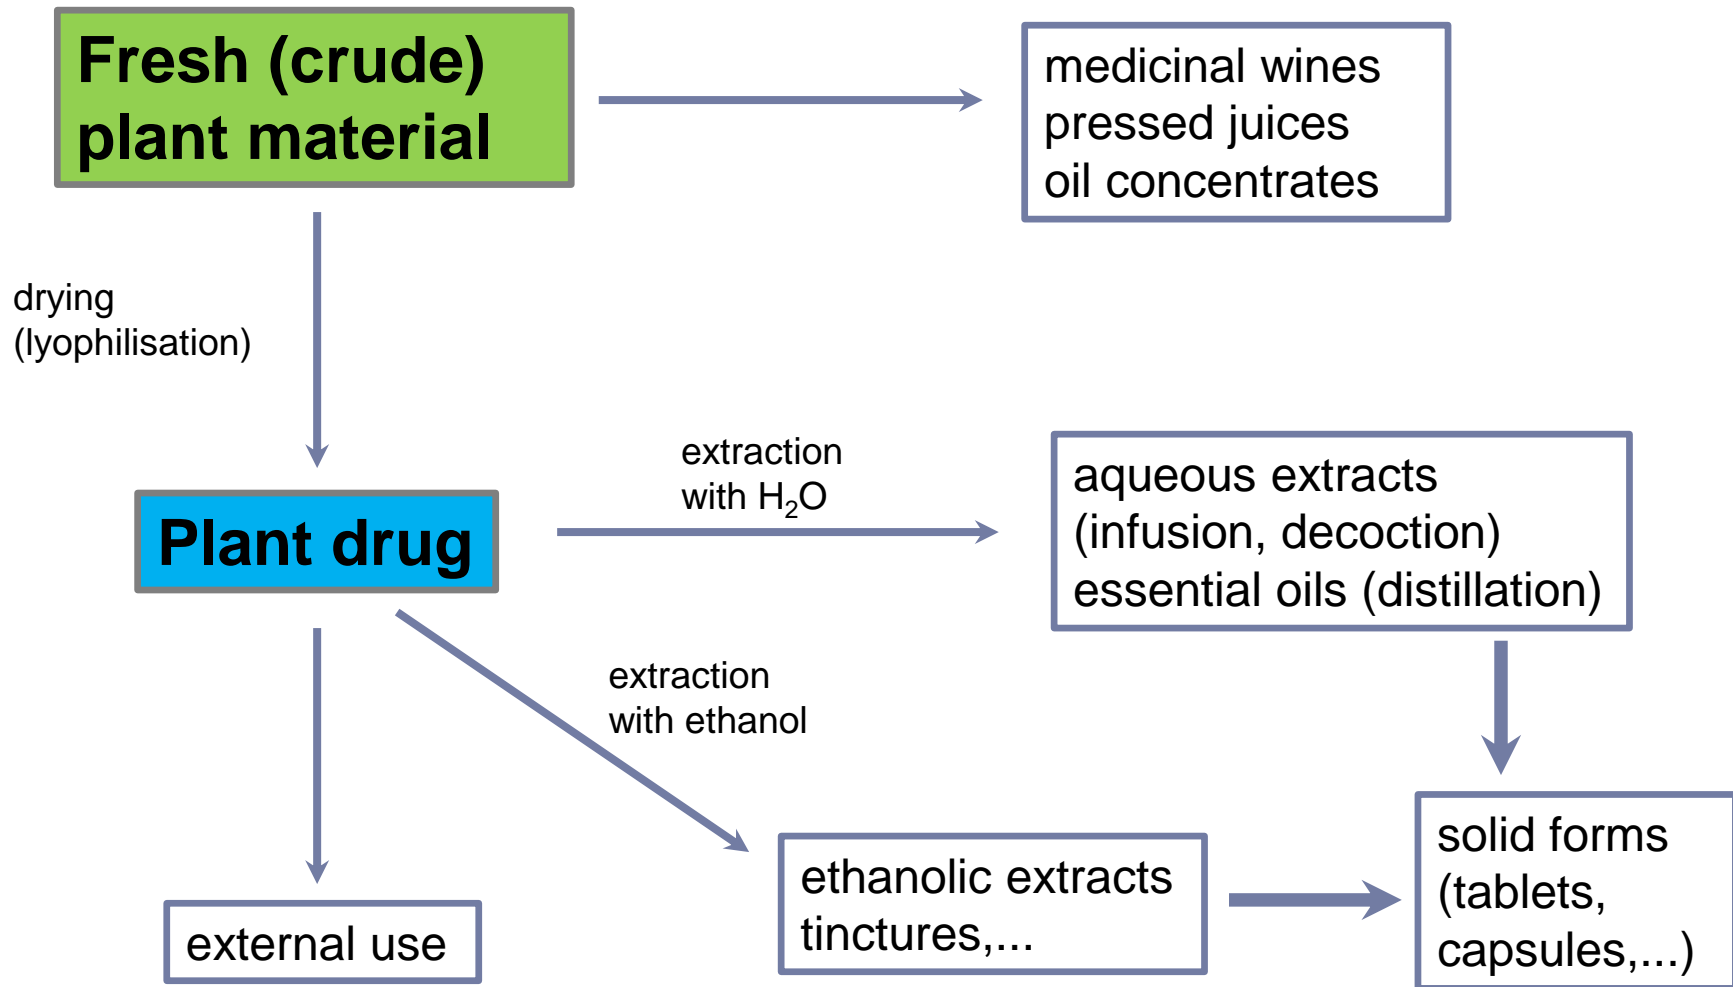 Fresh (crude)
plant material
medicinal wines
pressed juices
oil concentrates
drying
(lyophilisation)
extraction
with H₂O
Plant drug
aqueous extracts
(infusion, decoction)
essential oils (distillation)
extraction
with ethanol
external use
ethanolic extracts
tinctures,...
solid forms
(tablets,
capsules,...)